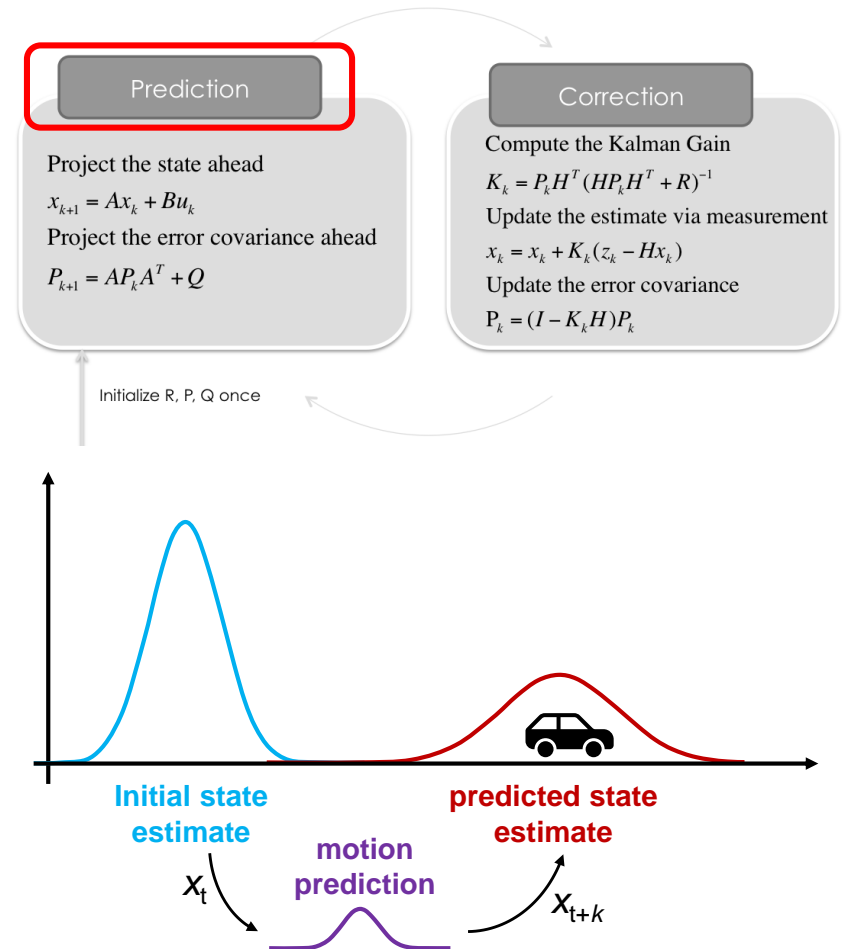 Prediction
Project the state ahead
x_{k+1} = Ax_k + Bu_k
Project the error covariance ahead
P_{k+1} = AP_kA^T + Q
Correction
Compute the Kalman Gain
K_k = P_kH^T(HP_kH^T + R)^{-1}
Update the estimate via measurement
x_k = x_k + K_k(z_k − Hx_k)
Update the error covariance
P_k = (I − K_kH)P_k
Initialize R, P, Q once
Initial state
estimate
predicted state
estimate
motion
prediction
x_t
x_{t+k}